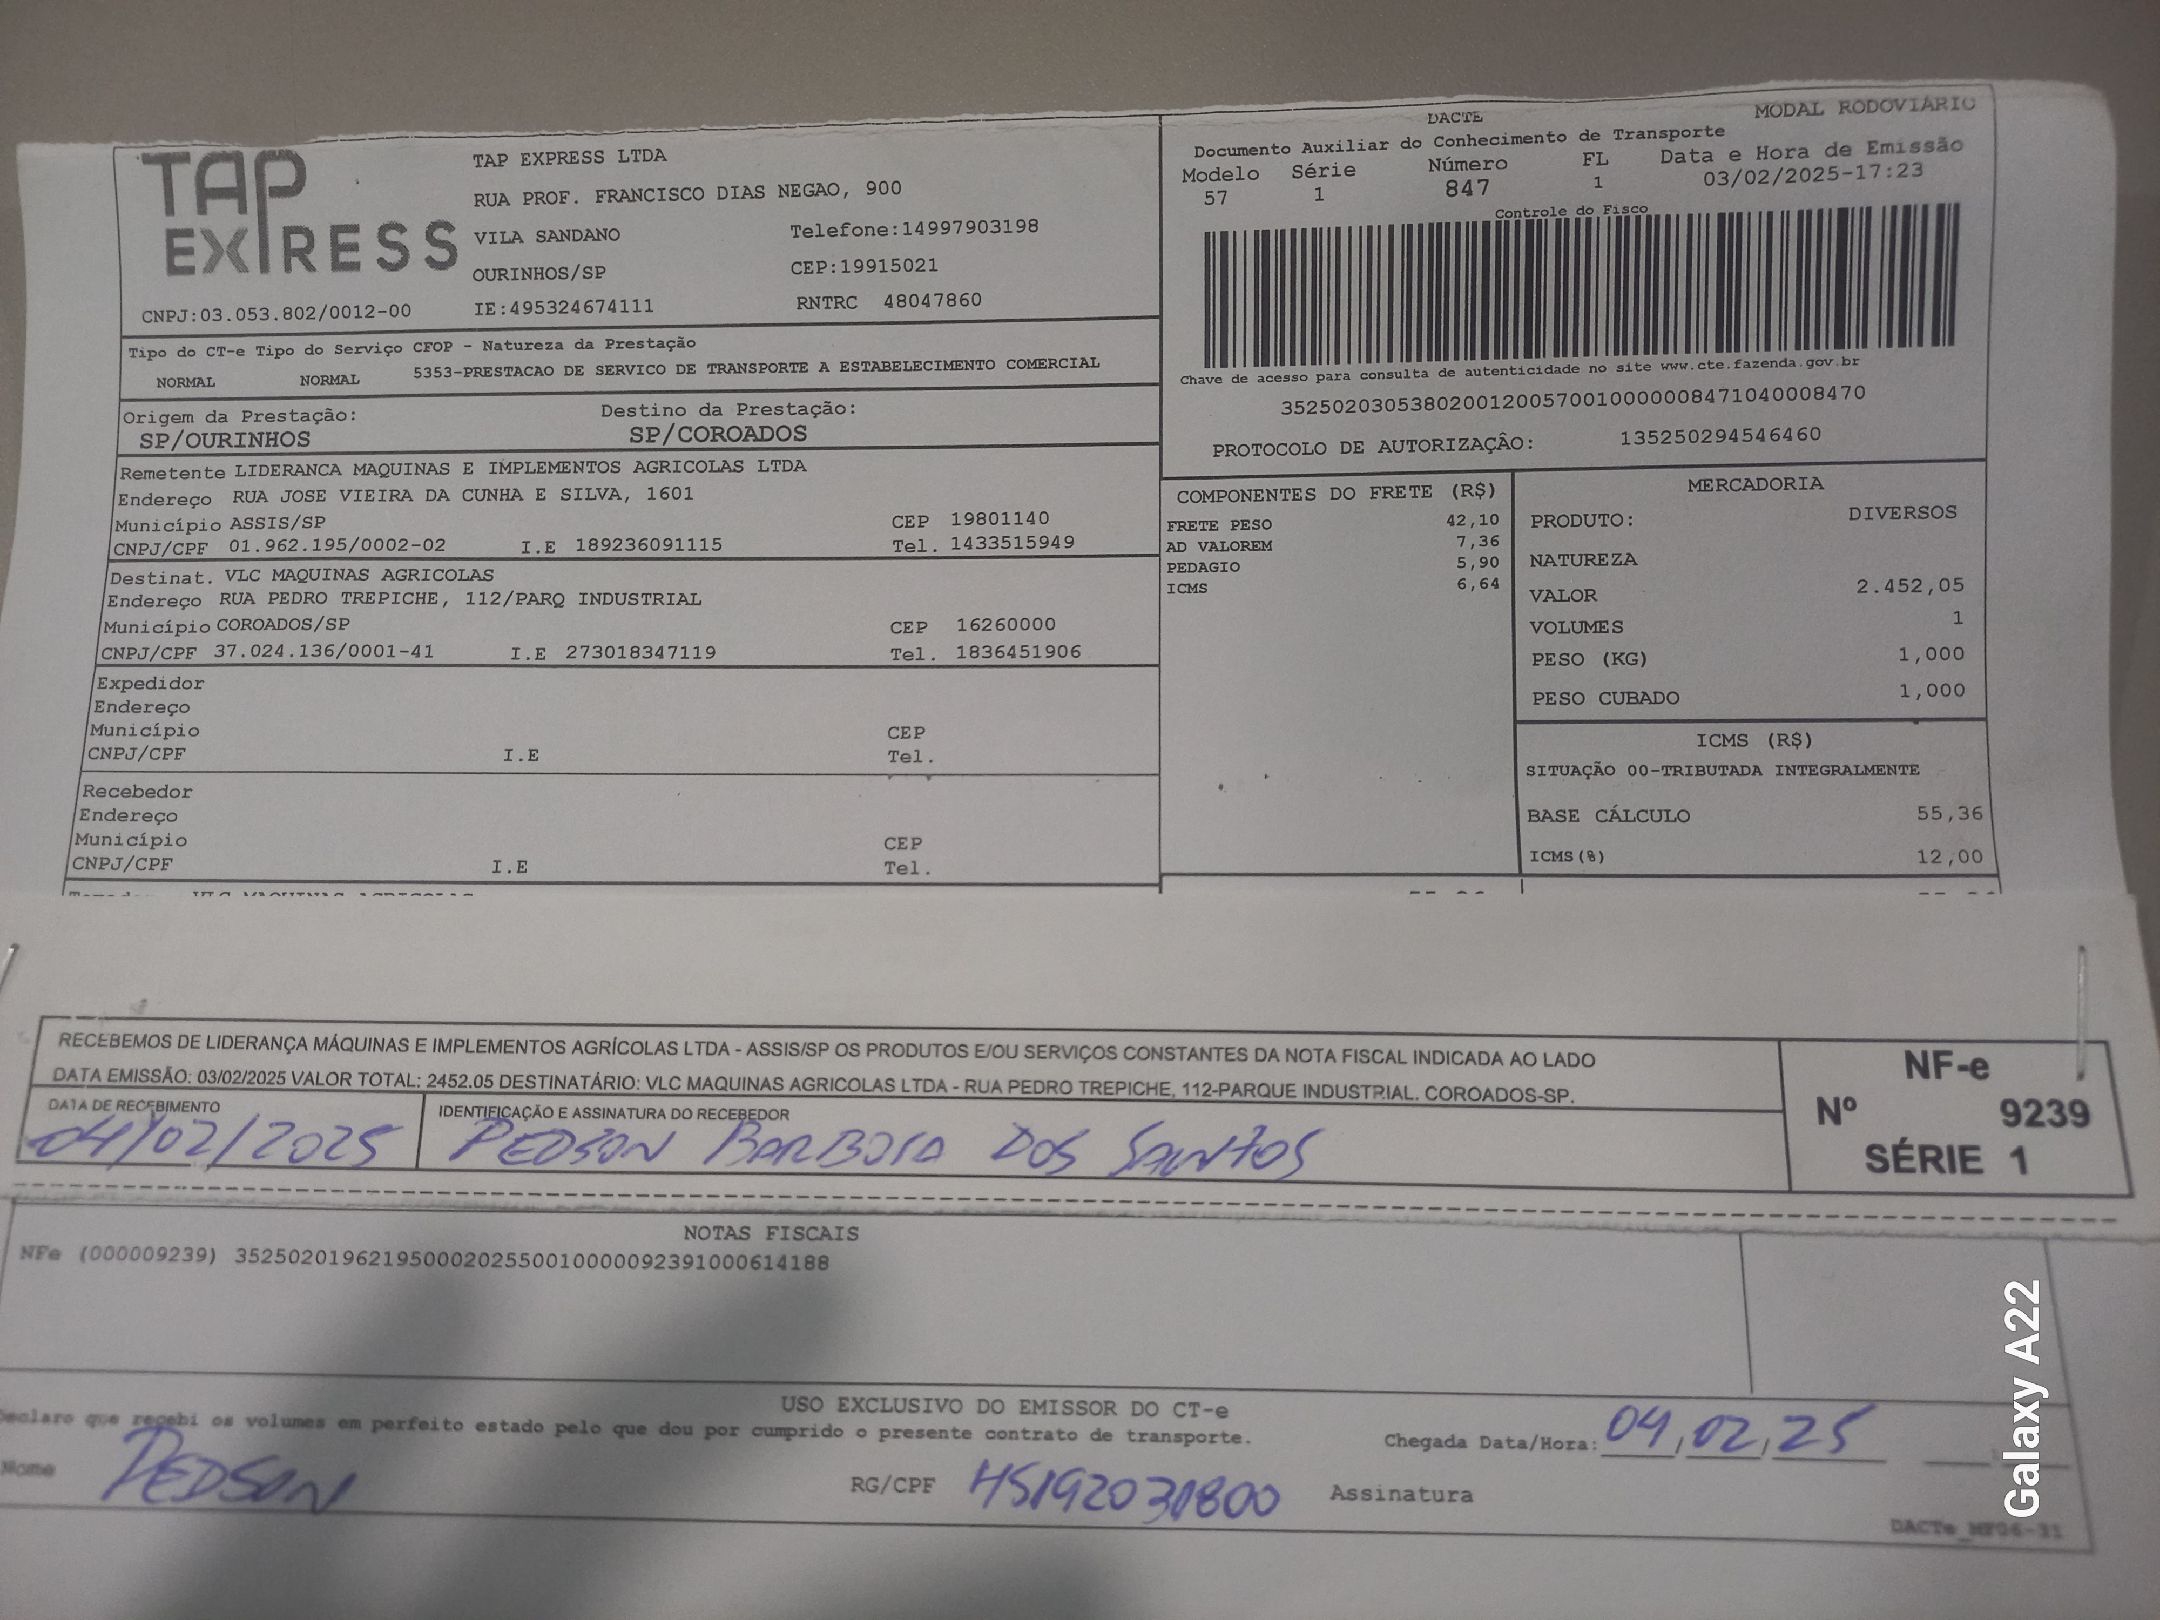 TAP EXPRESS
TAP EXPRESS LTDA
RUA PROF. FRANCISCO DIAS NEGAO, 900
VILA SANDANO Telefone:14997903198
OURINHOS/SP CEP:19915021
CNPJ:03.053.802/0012-00 IE:495324674111 RNTRC 48047860
DACTE MODAL RODOVIÁRIO
Documento Auxiliar do Conhecimento de Transporte
Modelo Série Número FL Data e Hora de Emissão
57 1 847 1 03/02/2025-17:23
Controle do Fisco
Chave de acesso para consulta de autenticidade no site www.cte.fazenda.gov.br
35250203053802001200570010000008471040008470
PROTOCOLO DE AUTORIZAÇÃO: 135250294546460
Tipo do CT-e Tipo do Serviço CFOP - Natureza da Prestação
NORMAL NORMAL 5353-PRESTACAO DE SERVICO DE TRANSPORTE A ESTABELECIMENTO COMERCIAL
Origem da Prestação: Destino da Prestação:
SP/OURINHOS SP/COROADOS
Remetente LIDERANCA MAQUINAS E IMPLEMENTOS AGRICOLAS LTDA
Endereço RUA JOSE VIEIRA DA CUNHA E SILVA, 1601
Município ASSIS/SP CEP 19801140
CNPJ/CPF 01.962.195/0002-02 I.E 189236091115 Tel. 1433515949
Destinat. VLC MAQUINAS AGRICOLAS
Endereço RUA PEDRO TREPICHE, 112/PARQ INDUSTRIAL
Município COROADOS/SP CEP 16260000
CNPJ/CPF 37.024.136/0001-41 I.E 273018347119 Tel. 1836451906
Expedidor
Endereço
Município CEP
CNPJ/CPF I.E Tel.
Recebedor
Endereço
Município CEP
CNPJ/CPF I.E Tel.
COMPONENTES DO FRETE (R$)
FRETE PESO 42,10
AD VALOREM 7,36
PEDAGIO 5,90
ICMS 6,64
MERCADORIA
PRODUTO: DIVERSOS
NATUREZA
VALOR 2.452,05
VOLUMES 1
PESO (KG) 1,000
PESO CUBADO 1,000
ICMS (R$)
SITUAÇÃO 00-TRIBUTADA INTEGRALMENTE
BASE CÁLCULO 55,36
ICMS(%) 12,00
RECEBEMOS DE LIDERANÇA MÁQUINAS E IMPLEMENTOS AGRÍCOLAS LTDA - ASSIS/SP OS PRODUTOS E/OU SERVIÇOS CONSTANTES DA NOTA FISCAL INDICADA AO LADO
DATA EMISSÃO: 03/02/2025 VALOR TOTAL: 2452.05 DESTINATÁRIO: VLC MAQUINAS AGRICOLAS LTDA - RUA PEDRO TREPICHE, 112-PARQUE INDUSTRIAL. COROADOS-SP.
DATA DE RECEBIMENTO IDENTIFICAÇÃO E ASSINATURA DO RECEBEDOR
04/02/2025 PEDSON BARBOSA DOS SANTOS
NF-e
Nº 9239
SÉRIE 1
NOTAS FISCAIS
NFe (000009239) 35250201962195000202550010000092391000614188
USO EXCLUSIVO DO EMISSOR DO CT-e
Declaro que recebi os volumes em perfeito estado pelo que dou por cumprido o presente contrato de transporte.
Chegada Data/Hora: 04/02/25
Nome PEDSON RG/CPF 45192031800 Assinatura
Galaxy A22